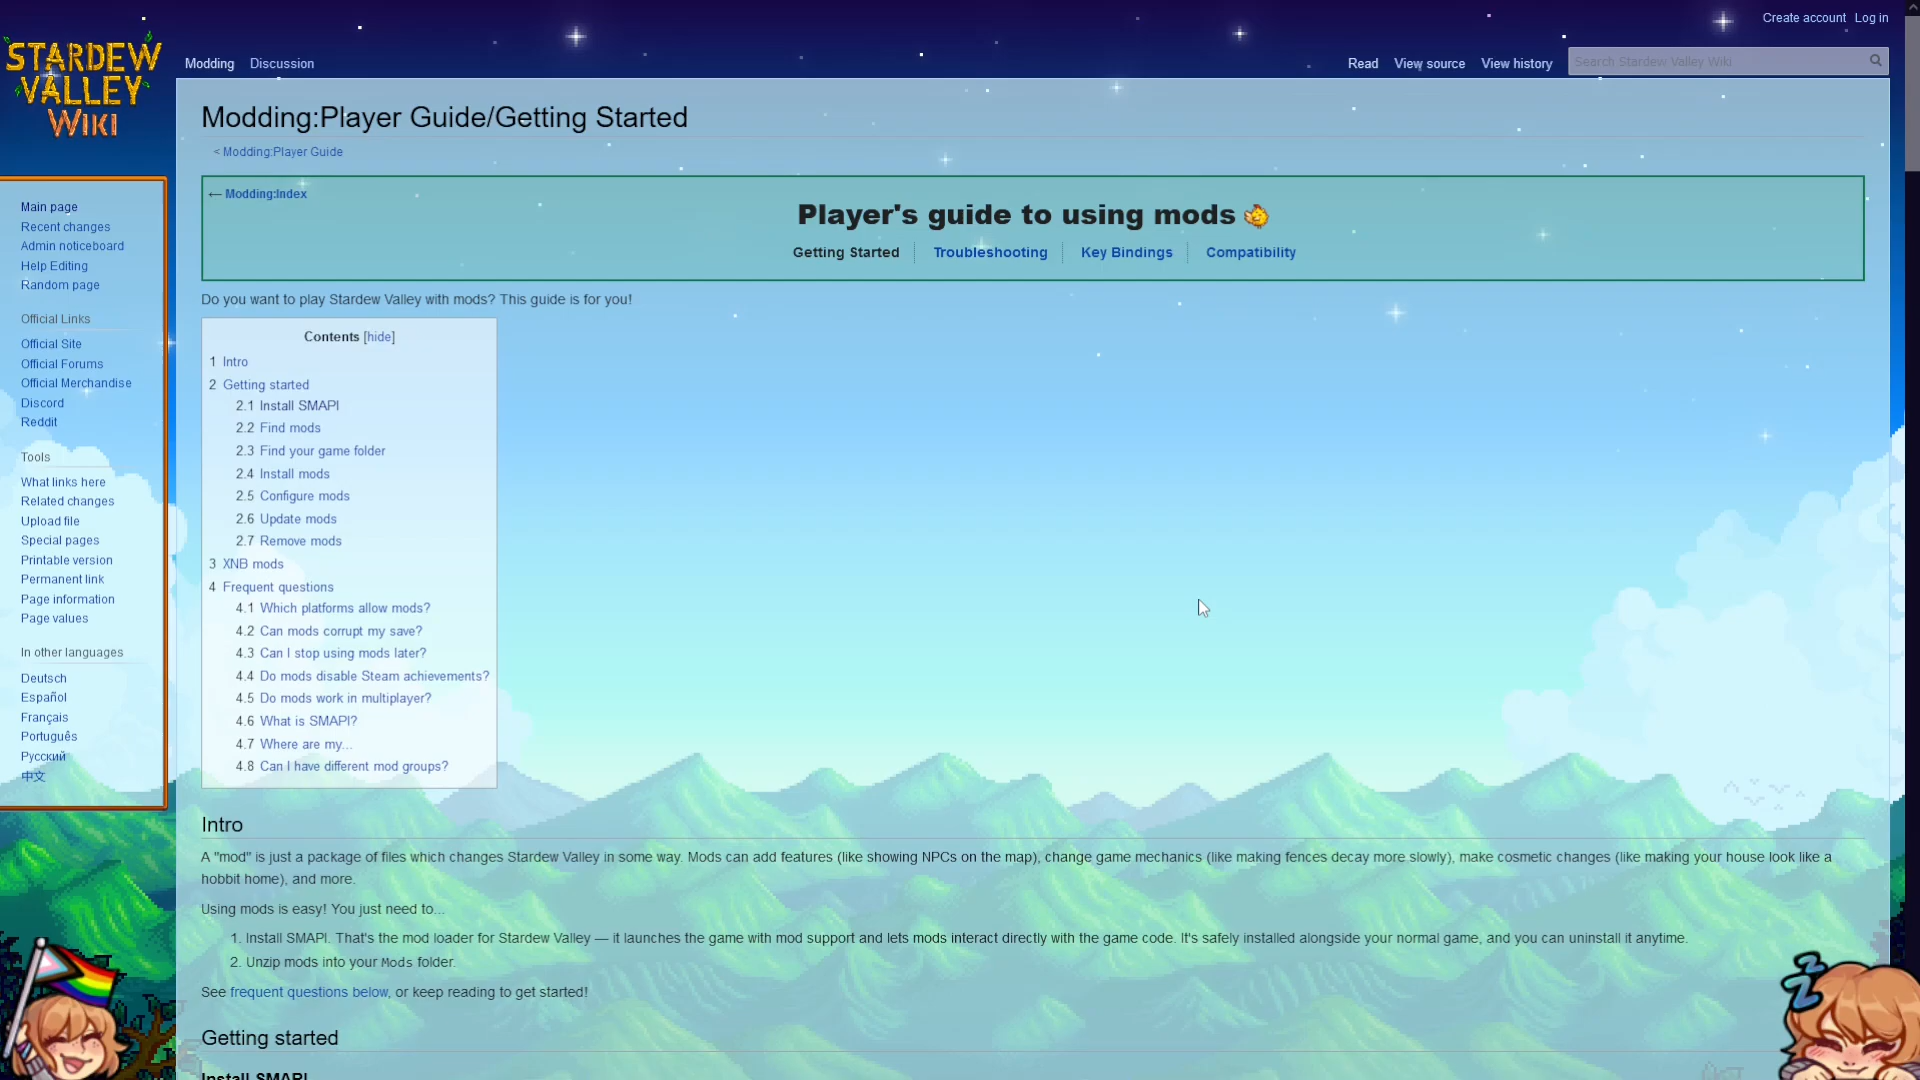 Create account Log in
STARDEW
VALLEY
WiKi
Modding Discussion
Read View source View history
Search Stardew Valley Wiki
Modding:Player Guide/Getting Started
< Modding:Player Guide
← Modding:Index
Player's guide to using mods
Getting Started Troubleshooting Key Bindings Compatibility
Do you want to play Stardew Valley with mods? This guide is for you!
Main page
Recent changes
Admin noticeboard
Help Editing
Random page
Official Links
Official Site
Official Forums
Official Merchandise
Discord
Reddit
Tools
What links here
Related changes
Upload file
Special pages
Printable version
Permanent link
Page information
Page values
In other languages
Deutsch
Español
Français
Português
Русский
中文
Contents [hide]
1 Intro
2 Getting started
2.1 Install SMAPI
2.2 Find mods
2.3 Find your game folder
2.4 Install mods
2.5 Configure mods
2.6 Update mods
2.7 Remove mods
3 XNB mods
4 Frequent questions
4.1 Which platforms allow mods?
4.2 Can mods corrupt my save?
4.3 Can I stop using mods later?
4.4 Do mods disable Steam achievements?
4.5 Do mods work in multiplayer?
4.6 What is SMAPI?
4.7 Where are my...
4.8 Can I have different mod groups?
Intro
A "mod" is just a package of files which changes Stardew Valley in some way. Mods can add features (like showing NPCs on the map), change game mechanics (like making fences decay more slowly), make cosmetic changes (like making your house look like a
hobbit home), and more.
Using mods is easy! You just need to...
1. Install SMAPI. That's the mod loader for Stardew Valley — it launches the game with mod support and lets mods interact directly with the game code. It's safely installed alongside your normal game, and you can uninstall it anytime.
2. Unzip mods into your Mods folder.
See frequent questions below, or keep reading to get started!
Getting started
Install SMAPI
Z
Z